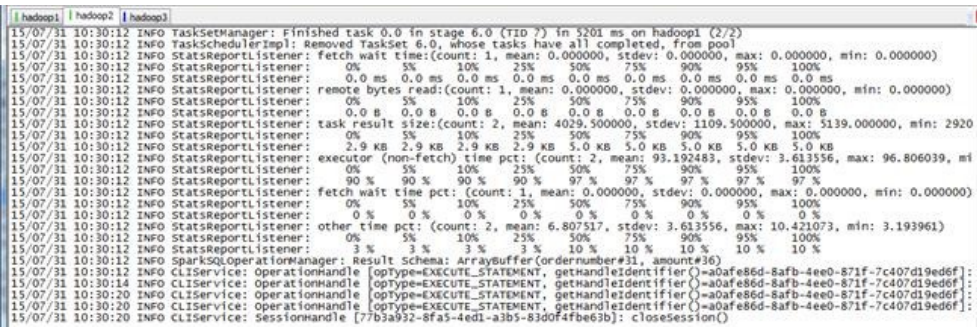 hadoop1 hadoop2 hadoop3
15/07/31 10:30:12 INFO TaskSetManager: Finished task 0.0 in stage 6.0 (TID 7) in 5201 ms on hadoop1 (2/2)
15/07/31 10:30:12 INFO TaskSchedulerImpl: Removed TaskSet 6.0, whose tasks have all completed, from pool
15/07/31 10:30:12 INFO StatsReportListener: fetch wait time:(count: 1, mean: 0.000000, stdev: 0.000000, max: 0.000000, min: 0.000000)
15/07/31 10:30:12 INFO StatsReportListener: 0% 5% 10% 25% 50% 75% 90% 95% 100%
15/07/31 10:30:12 INFO StatsReportListener: 0.0 ms 0.0 ms 0.0 ms 0.0 ms 0.0 ms 0.0 ms 0.0 ms 0.0 ms 0.0 ms
15/07/31 10:30:12 INFO StatsReportListener: remote bytes read:(count: 1, mean: 0.000000, stdev: 0.000000, max: 0.000000, min: 0.000000)
15/07/31 10:30:12 INFO StatsReportListener: 0% 5% 10% 25% 50% 75% 90% 95% 100%
15/07/31 10:30:12 INFO StatsReportListener: 0.0 B 0.0 B 0.0 B 0.0 B 0.0 B 0.0 B 0.0 B 0.0 B 0.0 B
15/07/31 10:30:12 INFO StatsReportListener: task result size:(count: 2, mean: 4029.500000, stdev: 1109.500000, max: 5139.000000, min: 2920
15/07/31 10:30:12 INFO StatsReportListener: 0% 5% 10% 25% 50% 75% 90% 95% 100%
15/07/31 10:30:12 INFO StatsReportListener: 2.9 KB 2.9 KB 2.9 KB 2.9 KB 5.0 KB 5.0 KB 5.0 KB 5.0 KB 5.0 KB
15/07/31 10:30:12 INFO StatsReportListener: executor (non-fetch) time pct: (count: 2, mean: 93.192483, stdev: 3.613556, max: 96.806039, mi
15/07/31 10:30:12 INFO StatsReportListener: 0% 5% 10% 25% 50% 75% 90% 95% 100%
15/07/31 10:30:12 INFO StatsReportListener: 90 % 90 % 90 % 90 % 97 % 97 % 97 % 97 % 97 %
15/07/31 10:30:12 INFO StatsReportListener: fetch wait time pct: (count: 1, mean: 0.000000, stdev: 0.000000, max: 0.000000, min: 0.000000)
15/07/31 10:30:12 INFO StatsReportListener: 0% 5% 10% 25% 50% 75% 90% 95% 100%
15/07/31 10:30:12 INFO StatsReportListener: 0 % 0 % 0 % 0 % 0 % 0 % 0 % 0 % 0 %
15/07/31 10:30:12 INFO StatsReportListener: other time pct: (count: 2, mean: 6.807517, stdev: 3.613556, max: 10.421073, min: 3.193961)
15/07/31 10:30:12 INFO StatsReportListener: 0% 5% 10% 25% 50% 75% 90% 95% 100%
15/07/31 10:30:12 INFO StatsReportListener: 3 % 3 % 3 % 3 % 10 % 10 % 10 % 10 % 10 %
15/07/31 10:30:12 INFO SparkSQLOperationManager: Result Schema: ArrayBuffer(ordernumber#31, amount#36)
15/07/31 10:30:12 INFO CLIService: OperationHandle [opType=EXECUTE_STATEMENT, getHandleIdentifier()=a0afe86d-8afb-4ee0-871f-7c407d19ed6f]:
15/07/31 10:30:14 INFO CLIService: OperationHandle [opType=EXECUTE_STATEMENT, getHandleIdentifier()=a0afe86d-8afb-4ee0-871f-7c407d19ed6f]:
15/07/31 10:30:20 INFO CLIService: OperationHandle [opType=EXECUTE_STATEMENT, getHandleIdentifier()=a0afe86d-8afb-4ee0-871f-7c407d19ed6f]:
15/07/31 10:30:20 INFO CLIService: OperationHandle [opType=EXECUTE_STATEMENT, getHandleIdentifier()=a0afe86d-8afb-4ee0-871f-7c407d19ed6f]:
15/07/31 10:30:20 INFO CLIService: SessionHandle [77b3a932-8fa5-4ed1-a3b5-83d0f4fbe63b]: closeSession()